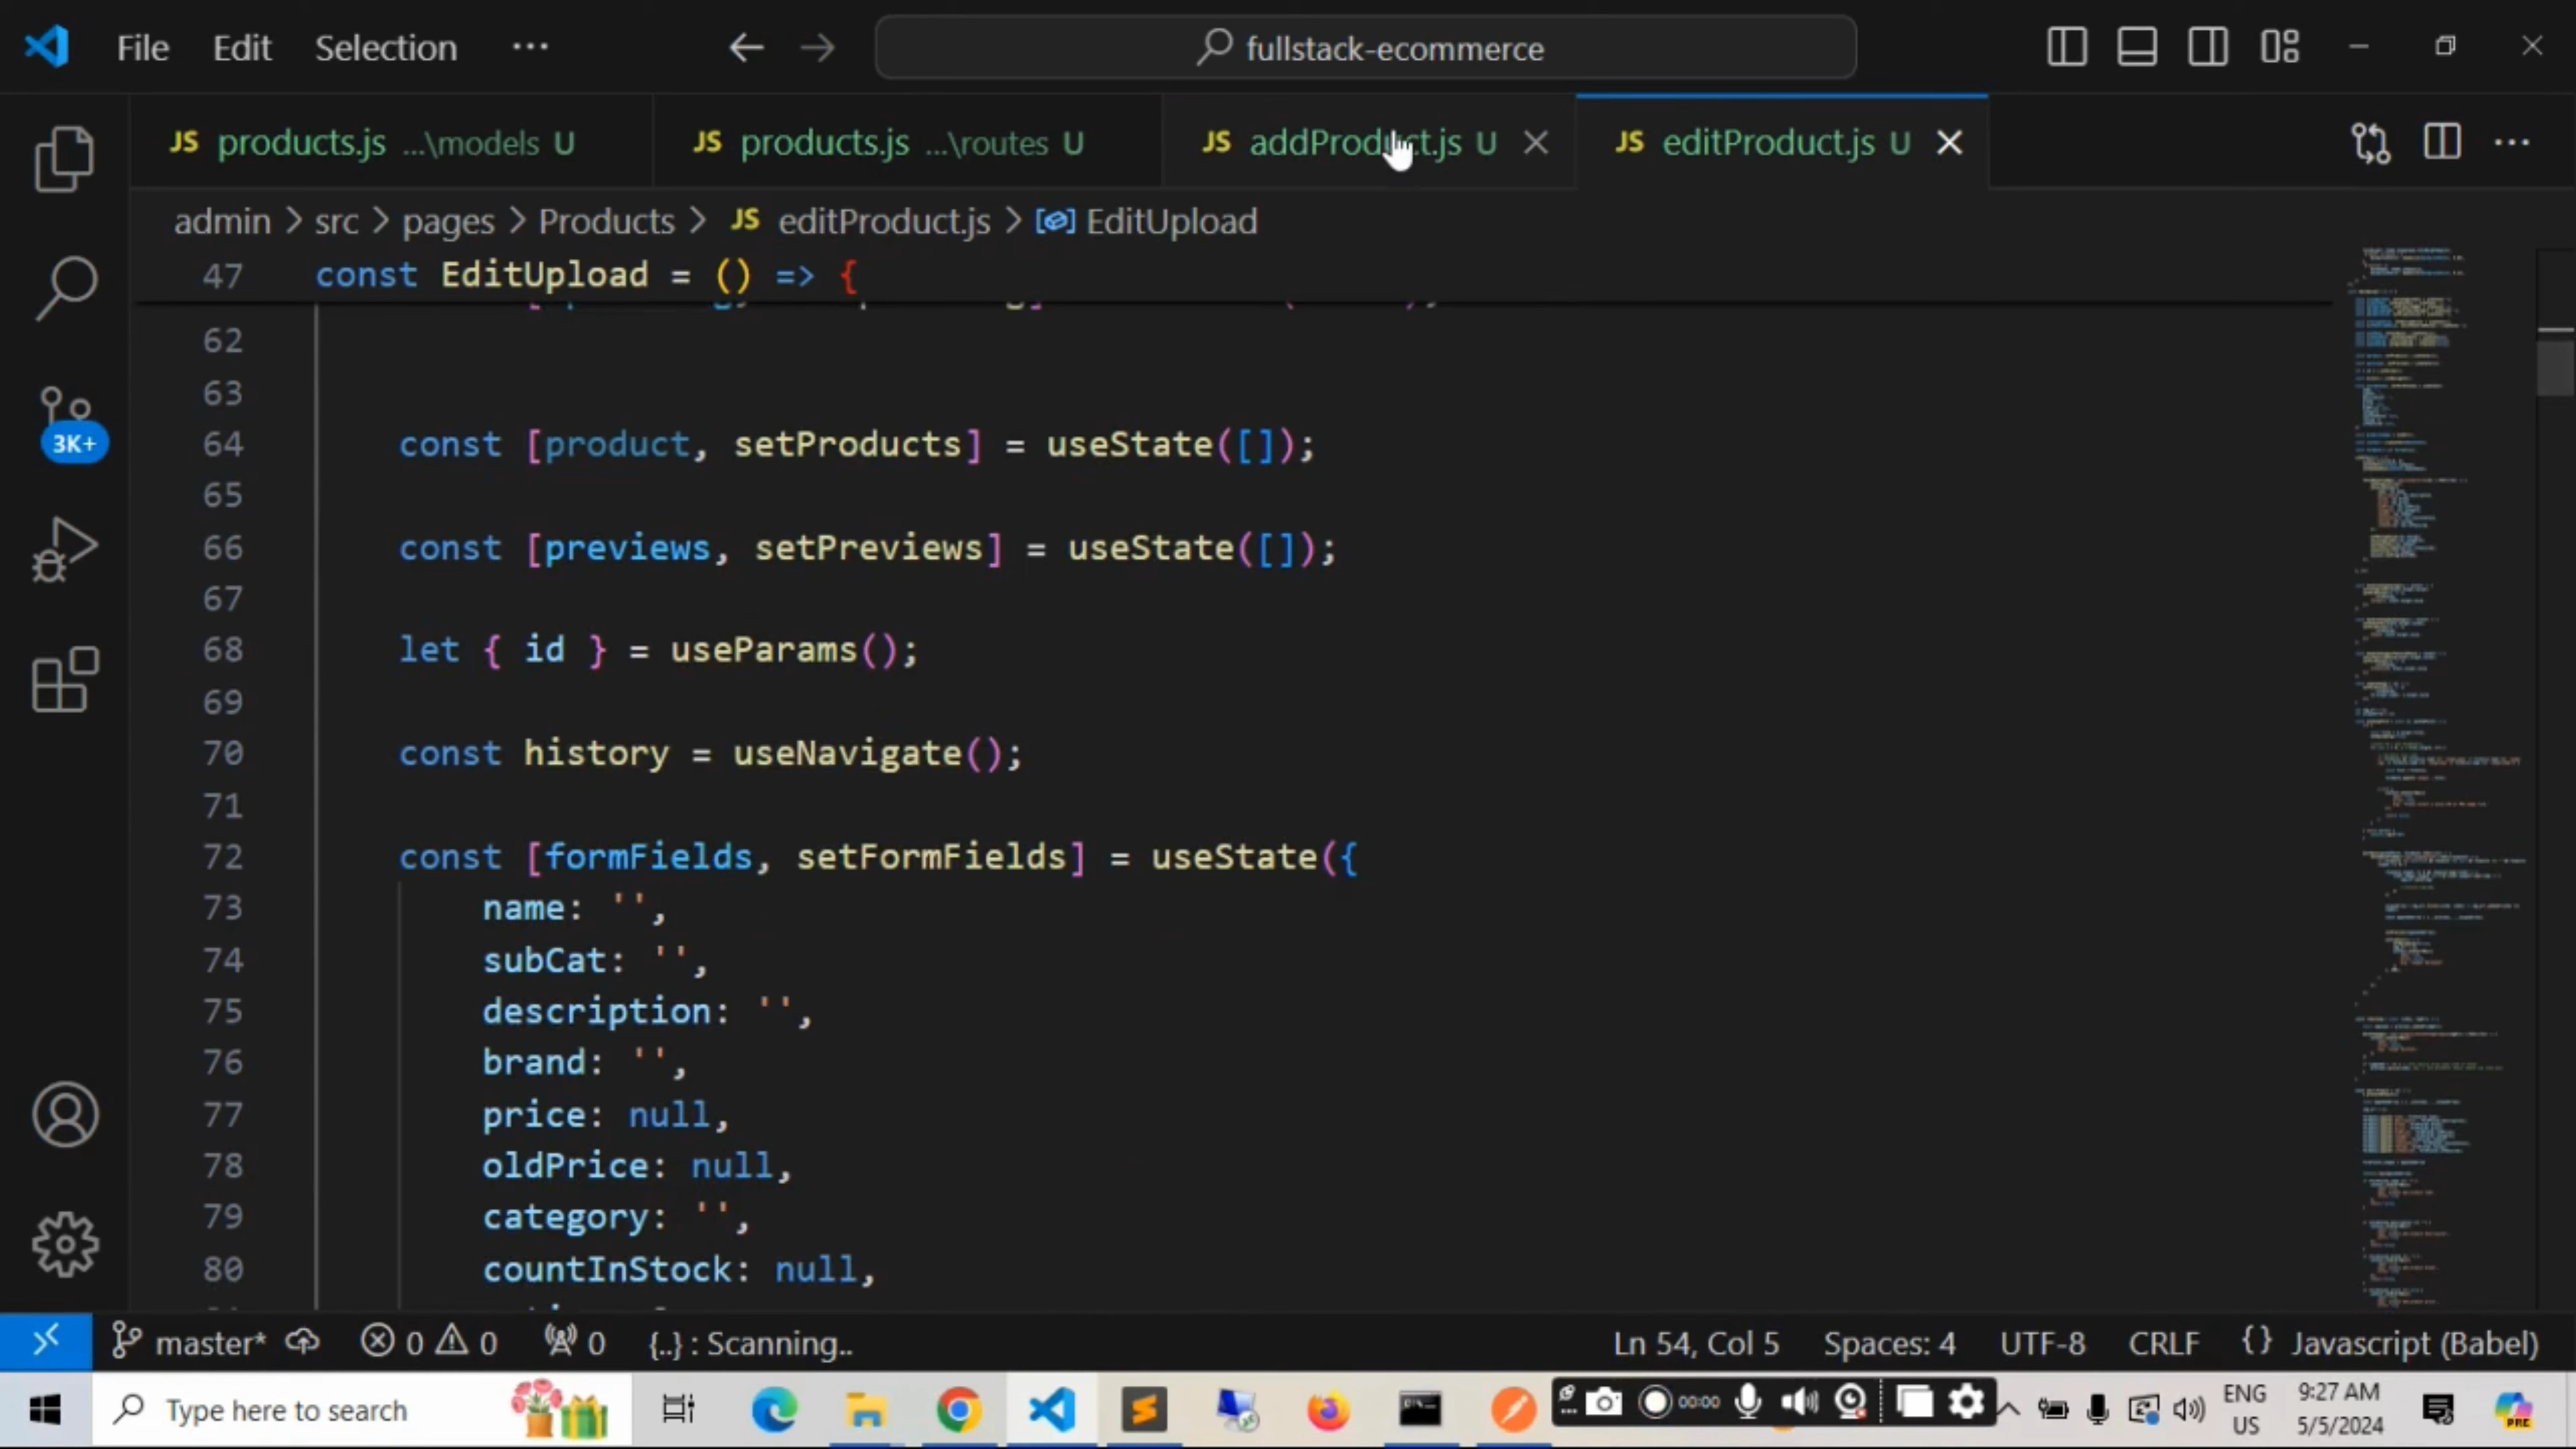 File Edit Selection ... fullstack-ecommerce
JS products.js ...\models U JS products.js ...\routes U JS addProduct.js U JS editProduct.js U
admin > src > pages > Products > JS editProduct.js > EditUpload
47 const EditUpload = () => {
62
63
64 const [product, setProducts] = useState([]);
65
66 const [previews, setPreviews] = useState([]);
67
68 let { id } = useParams();
69
70 const history = useNavigate();
71
72 const [formFields, setFormFields] = useState({
73 name: '',
74 subCat: '',
75 description: '',
76 brand: '',
77 price: null,
78 oldPrice: null,
79 category: '',
80 countInStock: null,
3K+
master* 0 0 0 {..} : Scanning.. Ln 54, Col 5 Spaces: 4 UTF-8 CRLF {} Javascript (Babel)
Type here to search 00:00 ENG 9:27 AM
US 5/5/2024 PRE